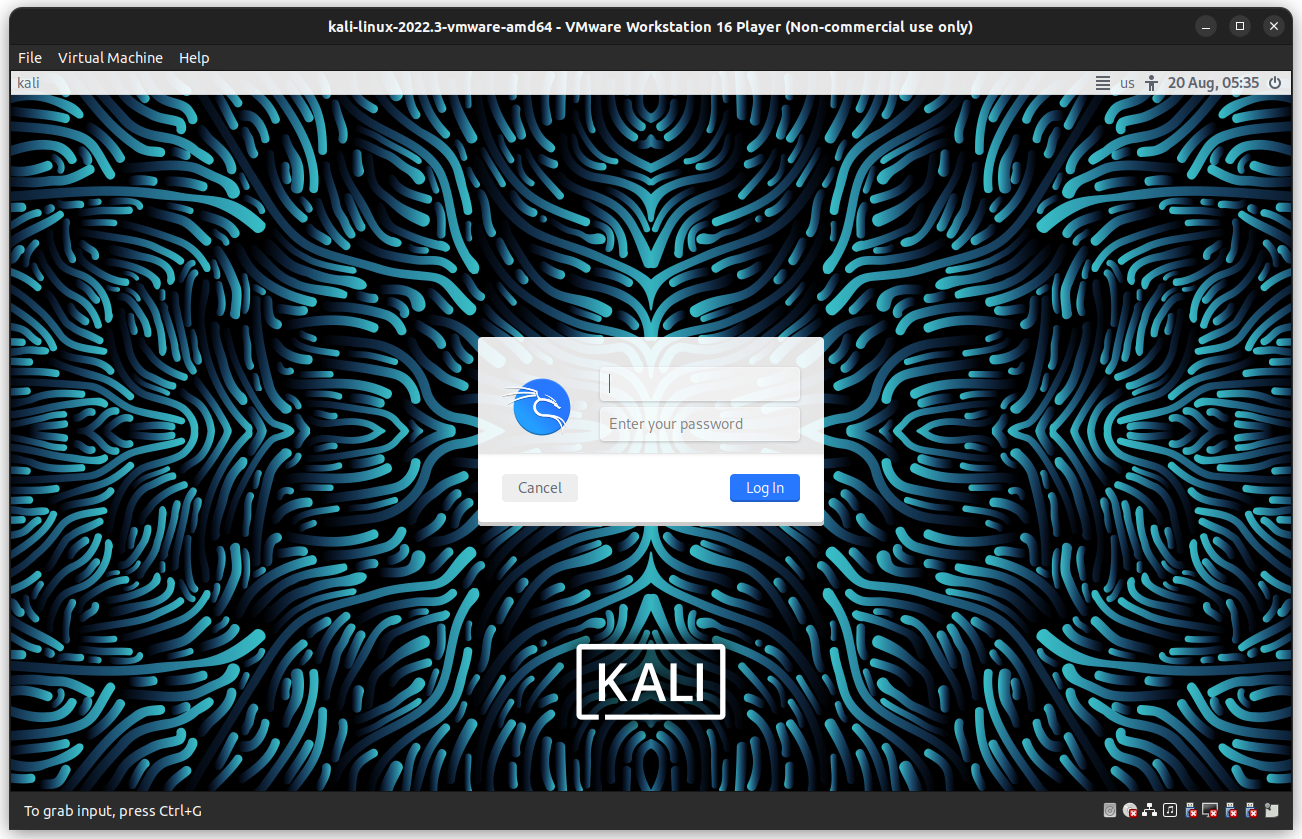 kali-linux-2022.3-vmware-amd64 - VMware Workstation 16 Player (Non-commercial use only)
File Virtual Machine Help
kali us 20 Aug, 05:35
Enter your password
Cancel Log In
KALI
To grab input, press Ctrl+G